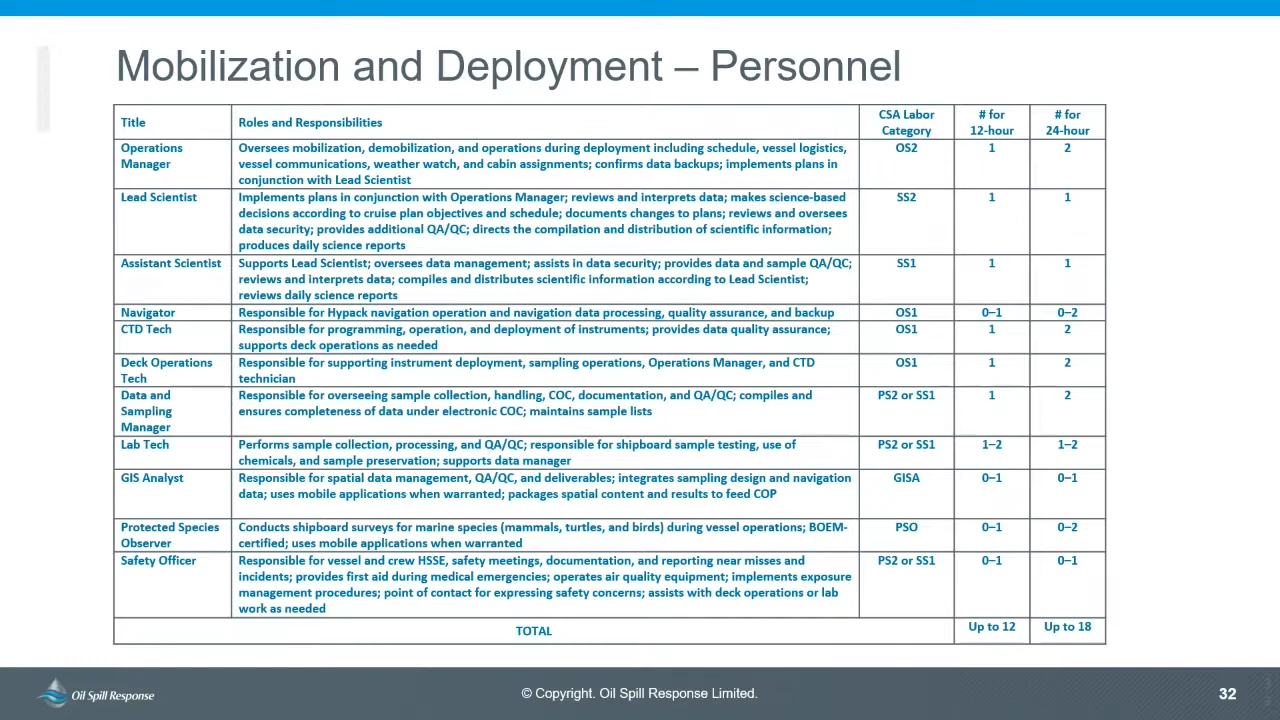 Mobilization and Deployment – Personnel
Title
Roles and Responsibilities
CSA Labor
Category
# for
12-hour
# for
24-hour
Operations
Manager
Oversees mobilization, demobilization, and operations during deployment including schedule, vessel logistics,
vessel communications, weather watch, and cabin assignments; confirms data backups; implements plans in
conjunction with Lead Scientist
OS2
1
2
Lead Scientist
Implements plans in conjunction with Operations Manager; reviews and interprets data; makes science-based
decisions according to cruise plan objectives and schedule; documents changes to plans; reviews and oversees
data security; provides additional QA/QC; directs the compilation and distribution of scientific information;
produces daily science reports
SS2
1
1
Assistant Scientist
Supports Lead Scientist; oversees data management; assists in data security; provides data and sample QA/QC;
reviews and interprets data; compiles and distributes scientific information according to Lead Scientist;
reviews daily science reports
SS1
1
1
Navigator
Responsible for Hypack navigation operation and navigation data processing, quality assurance, and backup
OS1
0–1
0–2
CTD Tech
Responsible for programming, operation, and deployment of instruments; provides data quality assurance;
supports deck operations as needed
OS1
1
2
Deck Operations
Tech
Responsible for supporting instrument deployment, sampling operations, Operations Manager, and CTD
technician
OS1
1
2
Data and
Sampling
Manager
Responsible for overseeing sample collection, handling, COC, documentation, and QA/QC; compiles and
ensures completeness of data under electronic COC; maintains sample lists
PS2 or SS1
1
2
Lab Tech
Performs sample collection, processing, and QA/QC; responsible for shipboard sample testing, use of
chemicals, and sample preservation; supports data manager
PS2 or SS1
1–2
1–2
GIS Analyst
Responsible for spatial data management, QA/QC, and deliverables; integrates sampling design and navigation
data; uses mobile applications when warranted; packages spatial content and results to feed COP
GISA
0–1
0–1
Protected Species
Observer
Conducts shipboard surveys for marine species (mammals, turtles, and birds) during vessel operations; BOEM-
certified; uses mobile applications when warranted
PSO
0–1
0–2
Safety Officer
Responsible for vessel and crew HSSE, safety meetings, documentation, and reporting near misses and
incidents; provides first aid during medical emergencies; operates air quality equipment; implements exposure
management procedures; point of contact for expressing safety concerns; assists with deck operations or lab
work as needed
PS2 or SS1
0–1
0–1
TOTAL
Up to 12
Up to 18
Oil Spill Response
© Copyright. Oil Spill Response Limited.
32